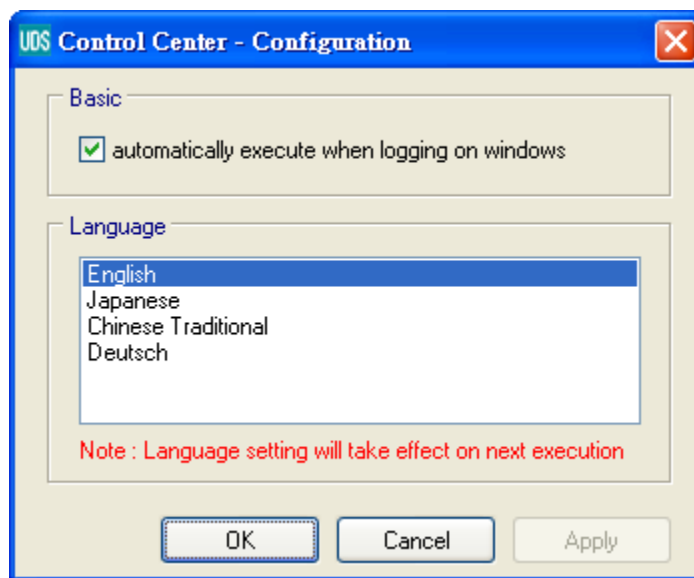 UDS Control Center - Configuration
Basic
automatically execute when logging on windows
Language
English
Japanese
Chinese Traditional
Deutsch
Note : Language setting will take effect on next execution
OK Cancel Apply